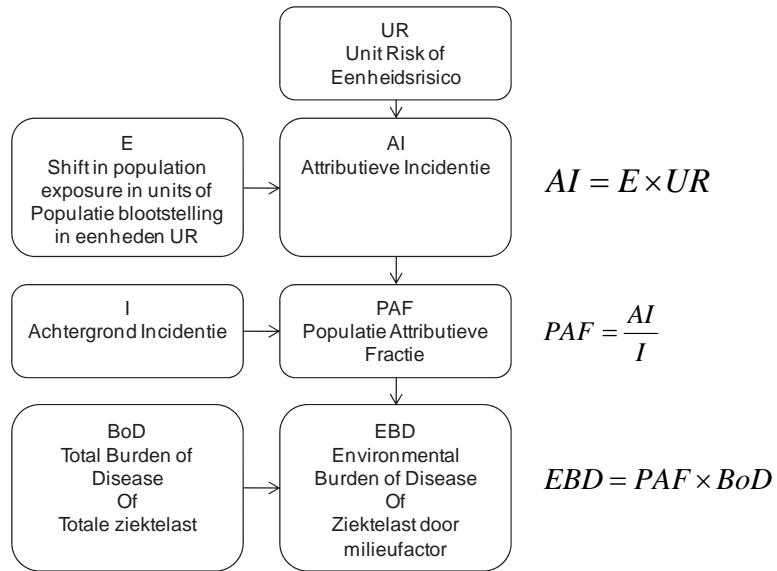 UR
Unit Risk of
Eenheidsrisico
E
Shift in population
exposure in units of
Populatie blootstelling
in eenheden UR
AI
Attributieve Incidentie
AI = E × UR
I
Achtergrond Incidentie
PAF
Populatie Attributieve
Fractie
PAF = AI / I
BoD
Total Burden of
Disease
Of
Totale ziektelast
EBD
Environmental
Burden of Disease
Of
Ziektelast door
milieufactor
EBD = PAF × BoD